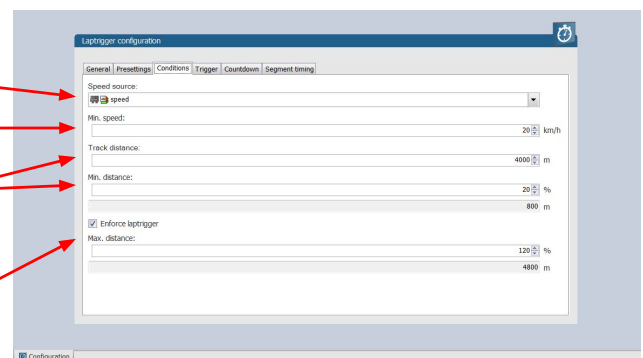 Laptrigger configuration
General Presettings Conditions Trigger Countdown Segment timing
Speed source:
speed
Min. speed:
20 km/h
Track distance:
4000 m
Min. distance:
20 %
800 m
Enforce laptrigger
Max. distance:
120 %
4800 m
Configuration